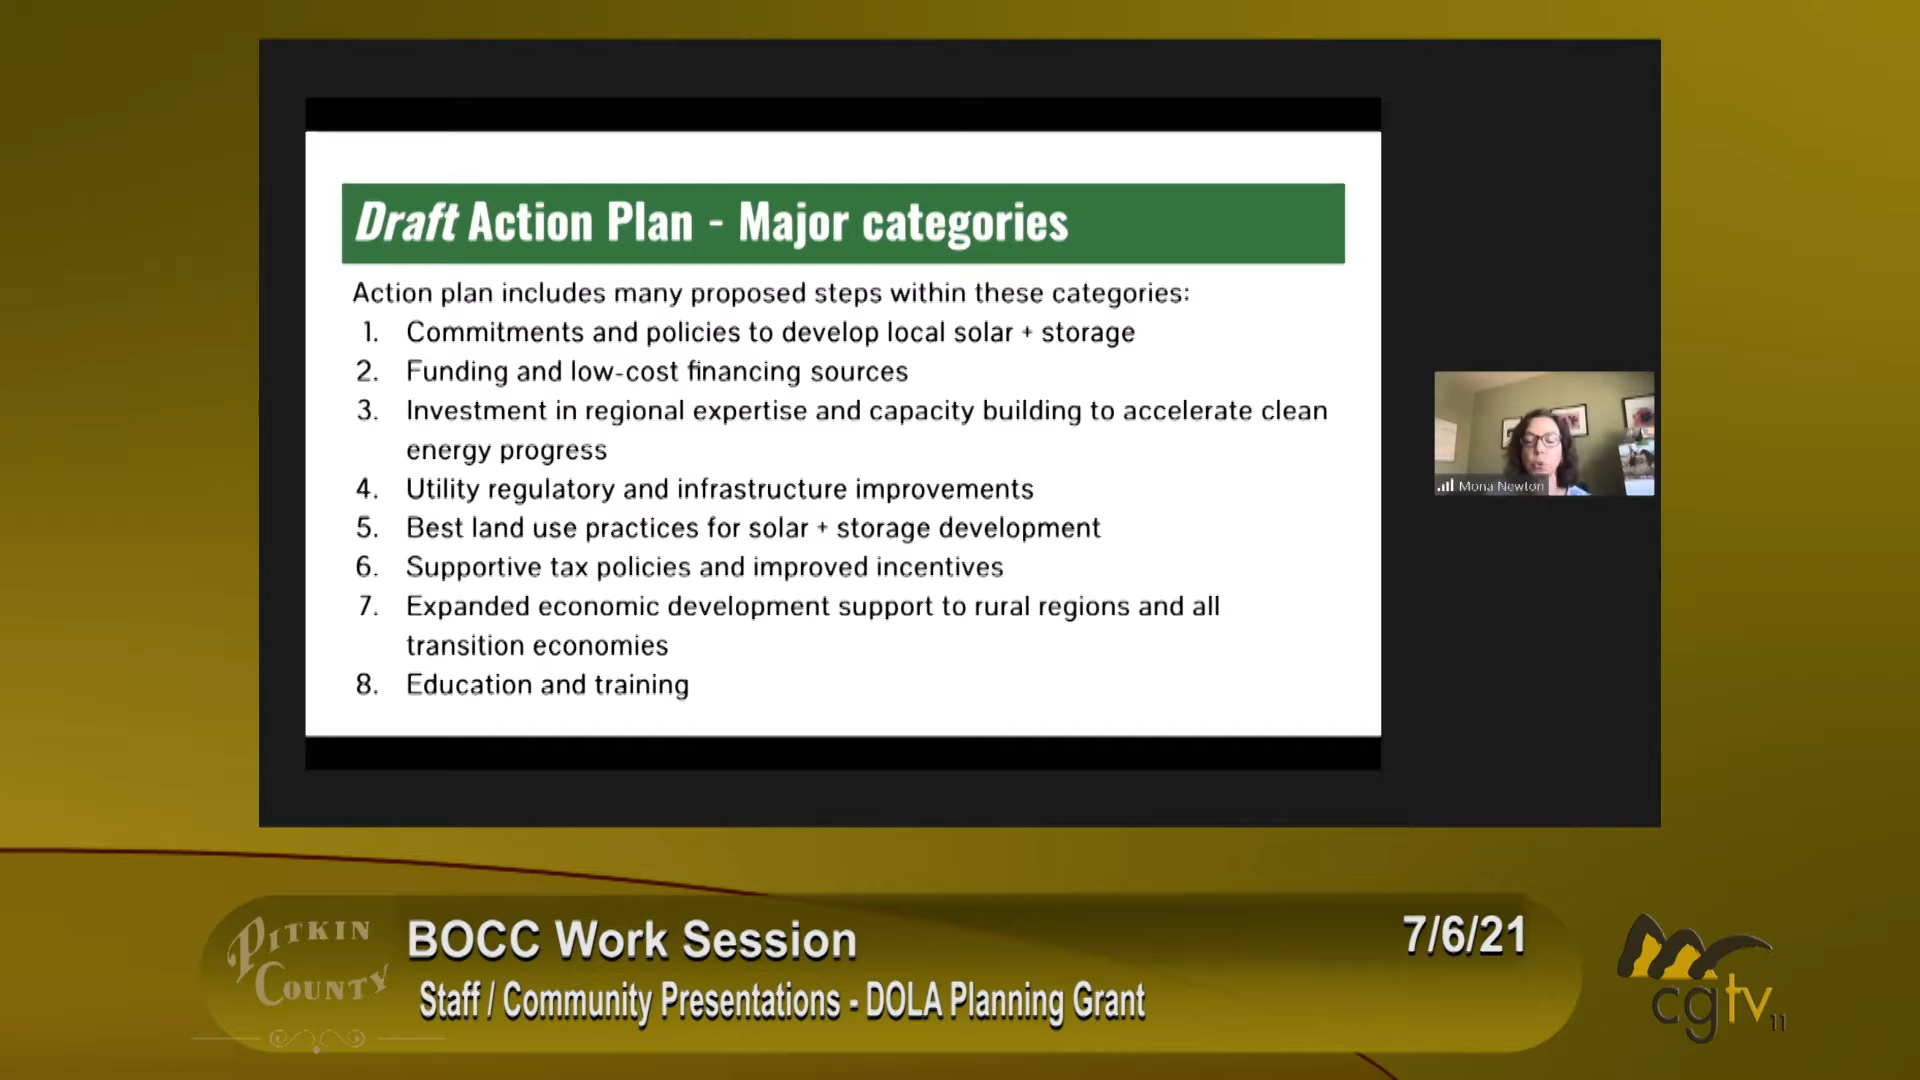 Draft Action Plan - Major categories
Action plan includes many proposed steps within these categories:
1. Commitments and policies to develop local solar + storage
2. Funding and low-cost financing sources
3. Investment in regional expertise and capacity building to accelerate clean
energy progress
4. Utility regulatory and infrastructure improvements
5. Best land use practices for solar + storage development
6. Supportive tax policies and improved incentives
7. Expanded economic development support to rural regions and all
transition economies
8. Education and training
Mona Newton
PITKIN
COUNTY
BOCC Work Session
7/6/21
Staff / Community Presentations - DOLA Planning Grant
cgtv
11